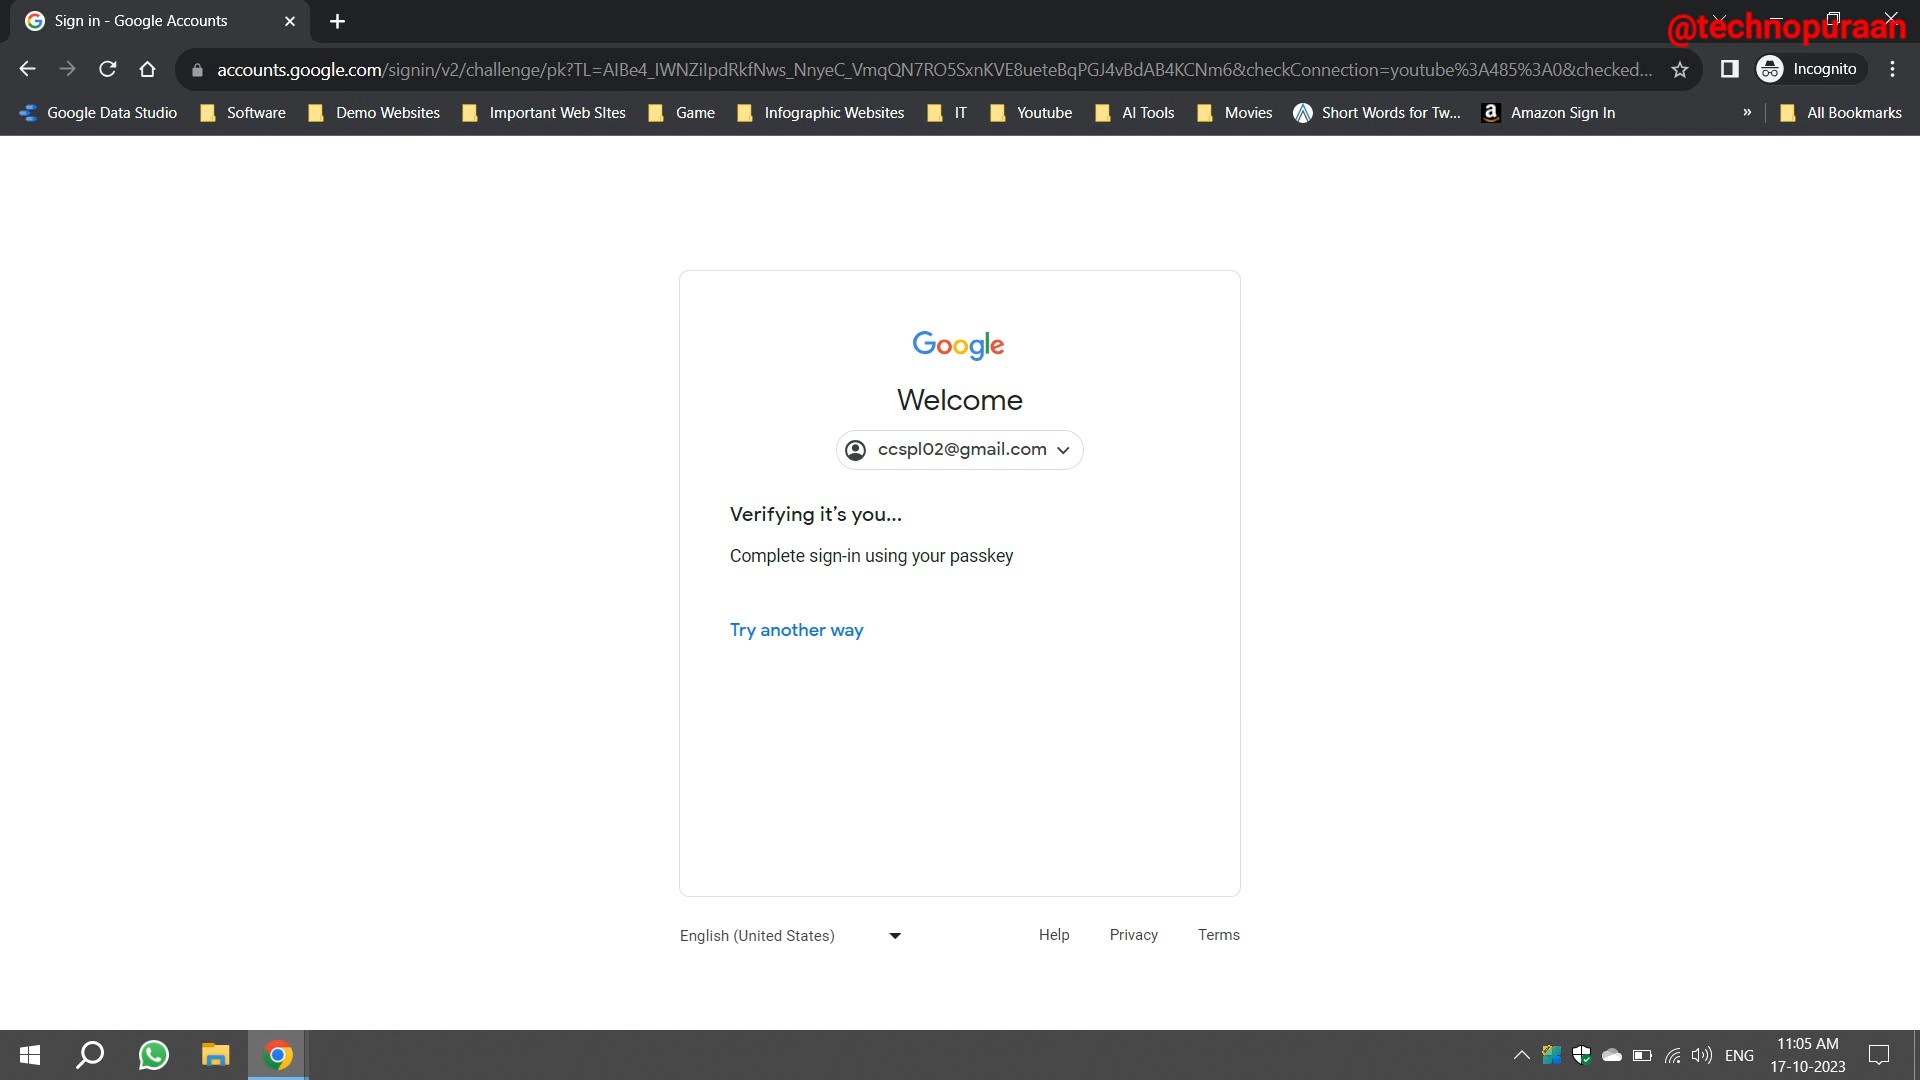 Sign in - Google Accounts
@technopuraan
accounts.google.com/signin/v2/challenge/pk?TL=AIBe4_lWNZiIpdRkfNws_NnyeC_VmqQN7RO5SxnKVE8ueteBqPGJ4vBdAB4KCNm6&checkConnection=youtube%3A485%3A0&checked...
Incognito
Google Data Studio Software Demo Websites Important Web SItes Game Infographic Websites IT Youtube AI Tools Movies Short Words for Tw... Amazon Sign In » All Bookmarks
Google
Welcome
ccspl02@gmail.com
Verifying it's you...
Complete sign-in using your passkey
Try another way
English (United States) Help Privacy Terms
ENG
11:05 AM
17-10-2023